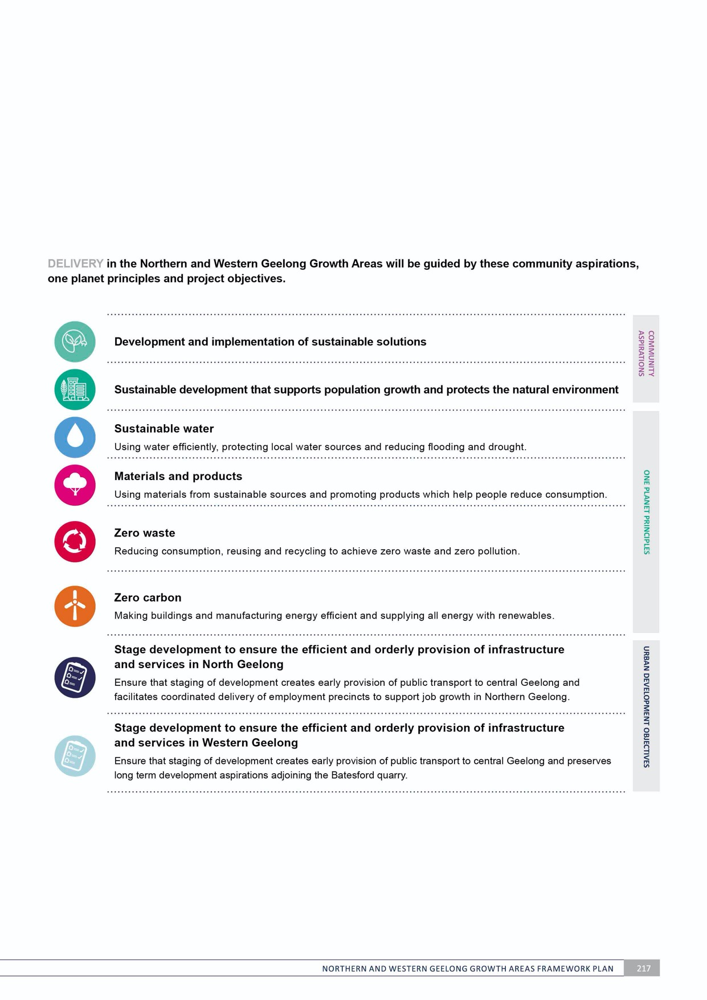 DELIVERY in the Northern and Western Geelong Growth Areas will be guided by these community aspirations,
one planet principles and project objectives.
COMMUNITY
ASPIRATIONS
Development and implementation of sustainable solutions
Sustainable development that supports population growth and protects the natural environment
ONE PLANET PRINCIPLES
Sustainable water
Using water efficiently, protecting local water sources and reducing flooding and drought.
Materials and products
Using materials from sustainable sources and promoting products which help people reduce consumption.
Zero waste
Reducing consumption, reusing and recycling to achieve zero waste and zero pollution.
Zero carbon
Making buildings and manufacturing energy efficient and supplying all energy with renewables.
URBAN DEVELOPMENT OBJECTIVES
Stage development to ensure the efficient and orderly provision of infrastructure
and services in North Geelong
Ensure that staging of development creates early provision of public transport to central Geelong and
facilitates coordinated delivery of employment precincts to support job growth in Northern Geelong.
Stage development to ensure the efficient and orderly provision of infrastructure
and services in Western Geelong
Ensure that staging of development creates early provision of public transport to central Geelong and preserves
long term development aspirations adjoining the Batesford quarry.
NORTHERN AND WESTERN GEELONG GROWTH AREAS FRAMEWORK PLAN 217